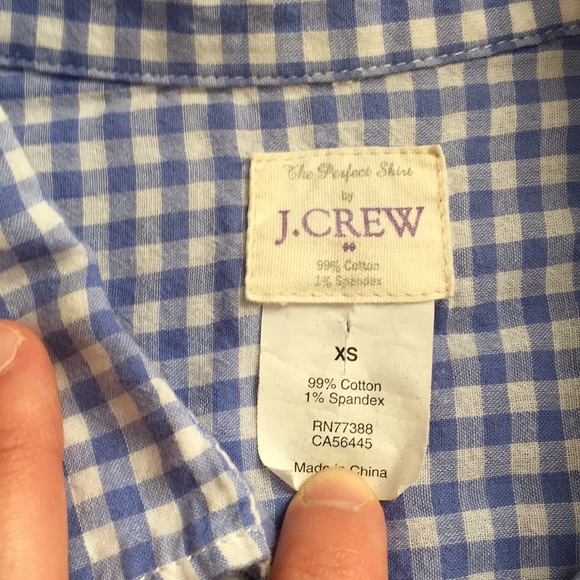 The Perfect Shirt
by
J.CREW
99% Cotton
1% Spandex
XS
99% Cotton
1% Spandex
RN77388
CA56445
Made in China